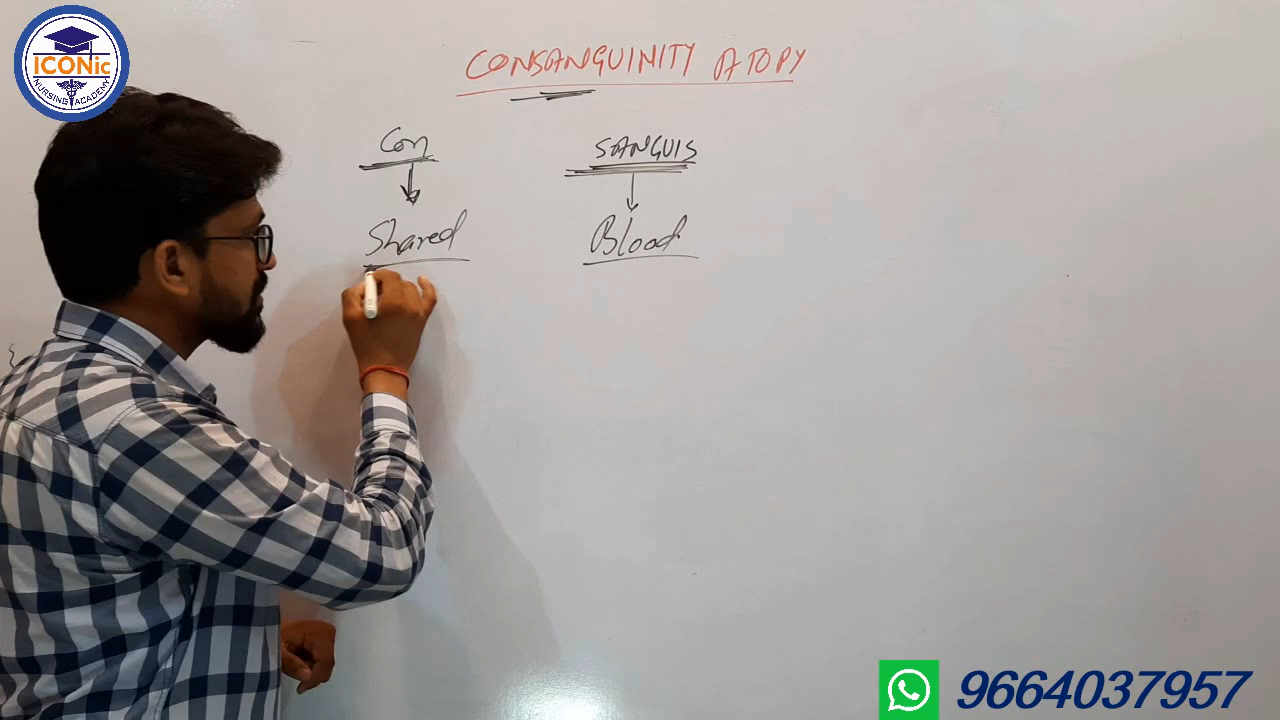 ICONic
NURSING ACADEMY
CONSANGUINITY ATOPY
Con SANGUIS
Shared Blood
9664037957